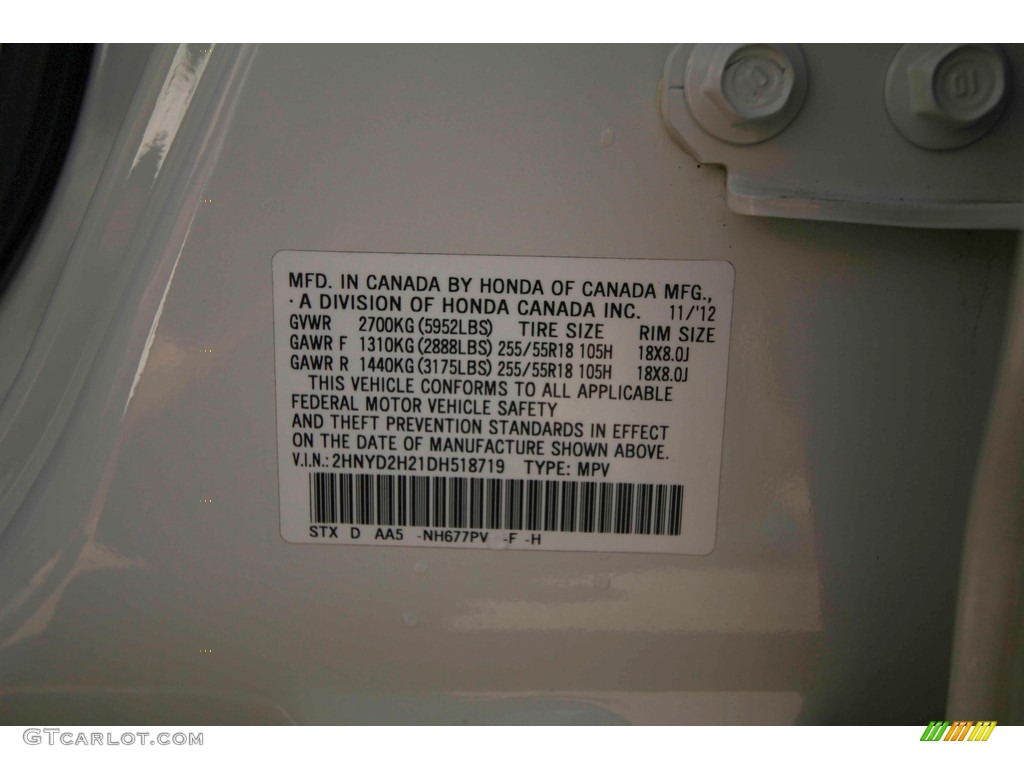 MFD. IN CANADA BY HONDA OF CANADA MFG.,
· A DIVISION OF HONDA CANADA INC. 11/'12
GVWR 2700KG (5952LBS) TIRE SIZE RIM SIZE
GAWR F 1310KG (2888LBS) 255/55R18 105H 18X8.0J
GAWR R 1440KG (3175LBS) 255/55R18 105H 18X8.0J
THIS VEHICLE CONFORMS TO ALL APPLICABLE
FEDERAL MOTOR VEHICLE SAFETY
AND THEFT PREVENTION STANDARDS IN EFFECT
ON THE DATE OF MANUFACTURE SHOWN ABOVE.
V.I.N.: 2HNYD2H21DH518719 TYPE: MPV
STX D AA5 -NH677PV -F -H
GTCarlot.com